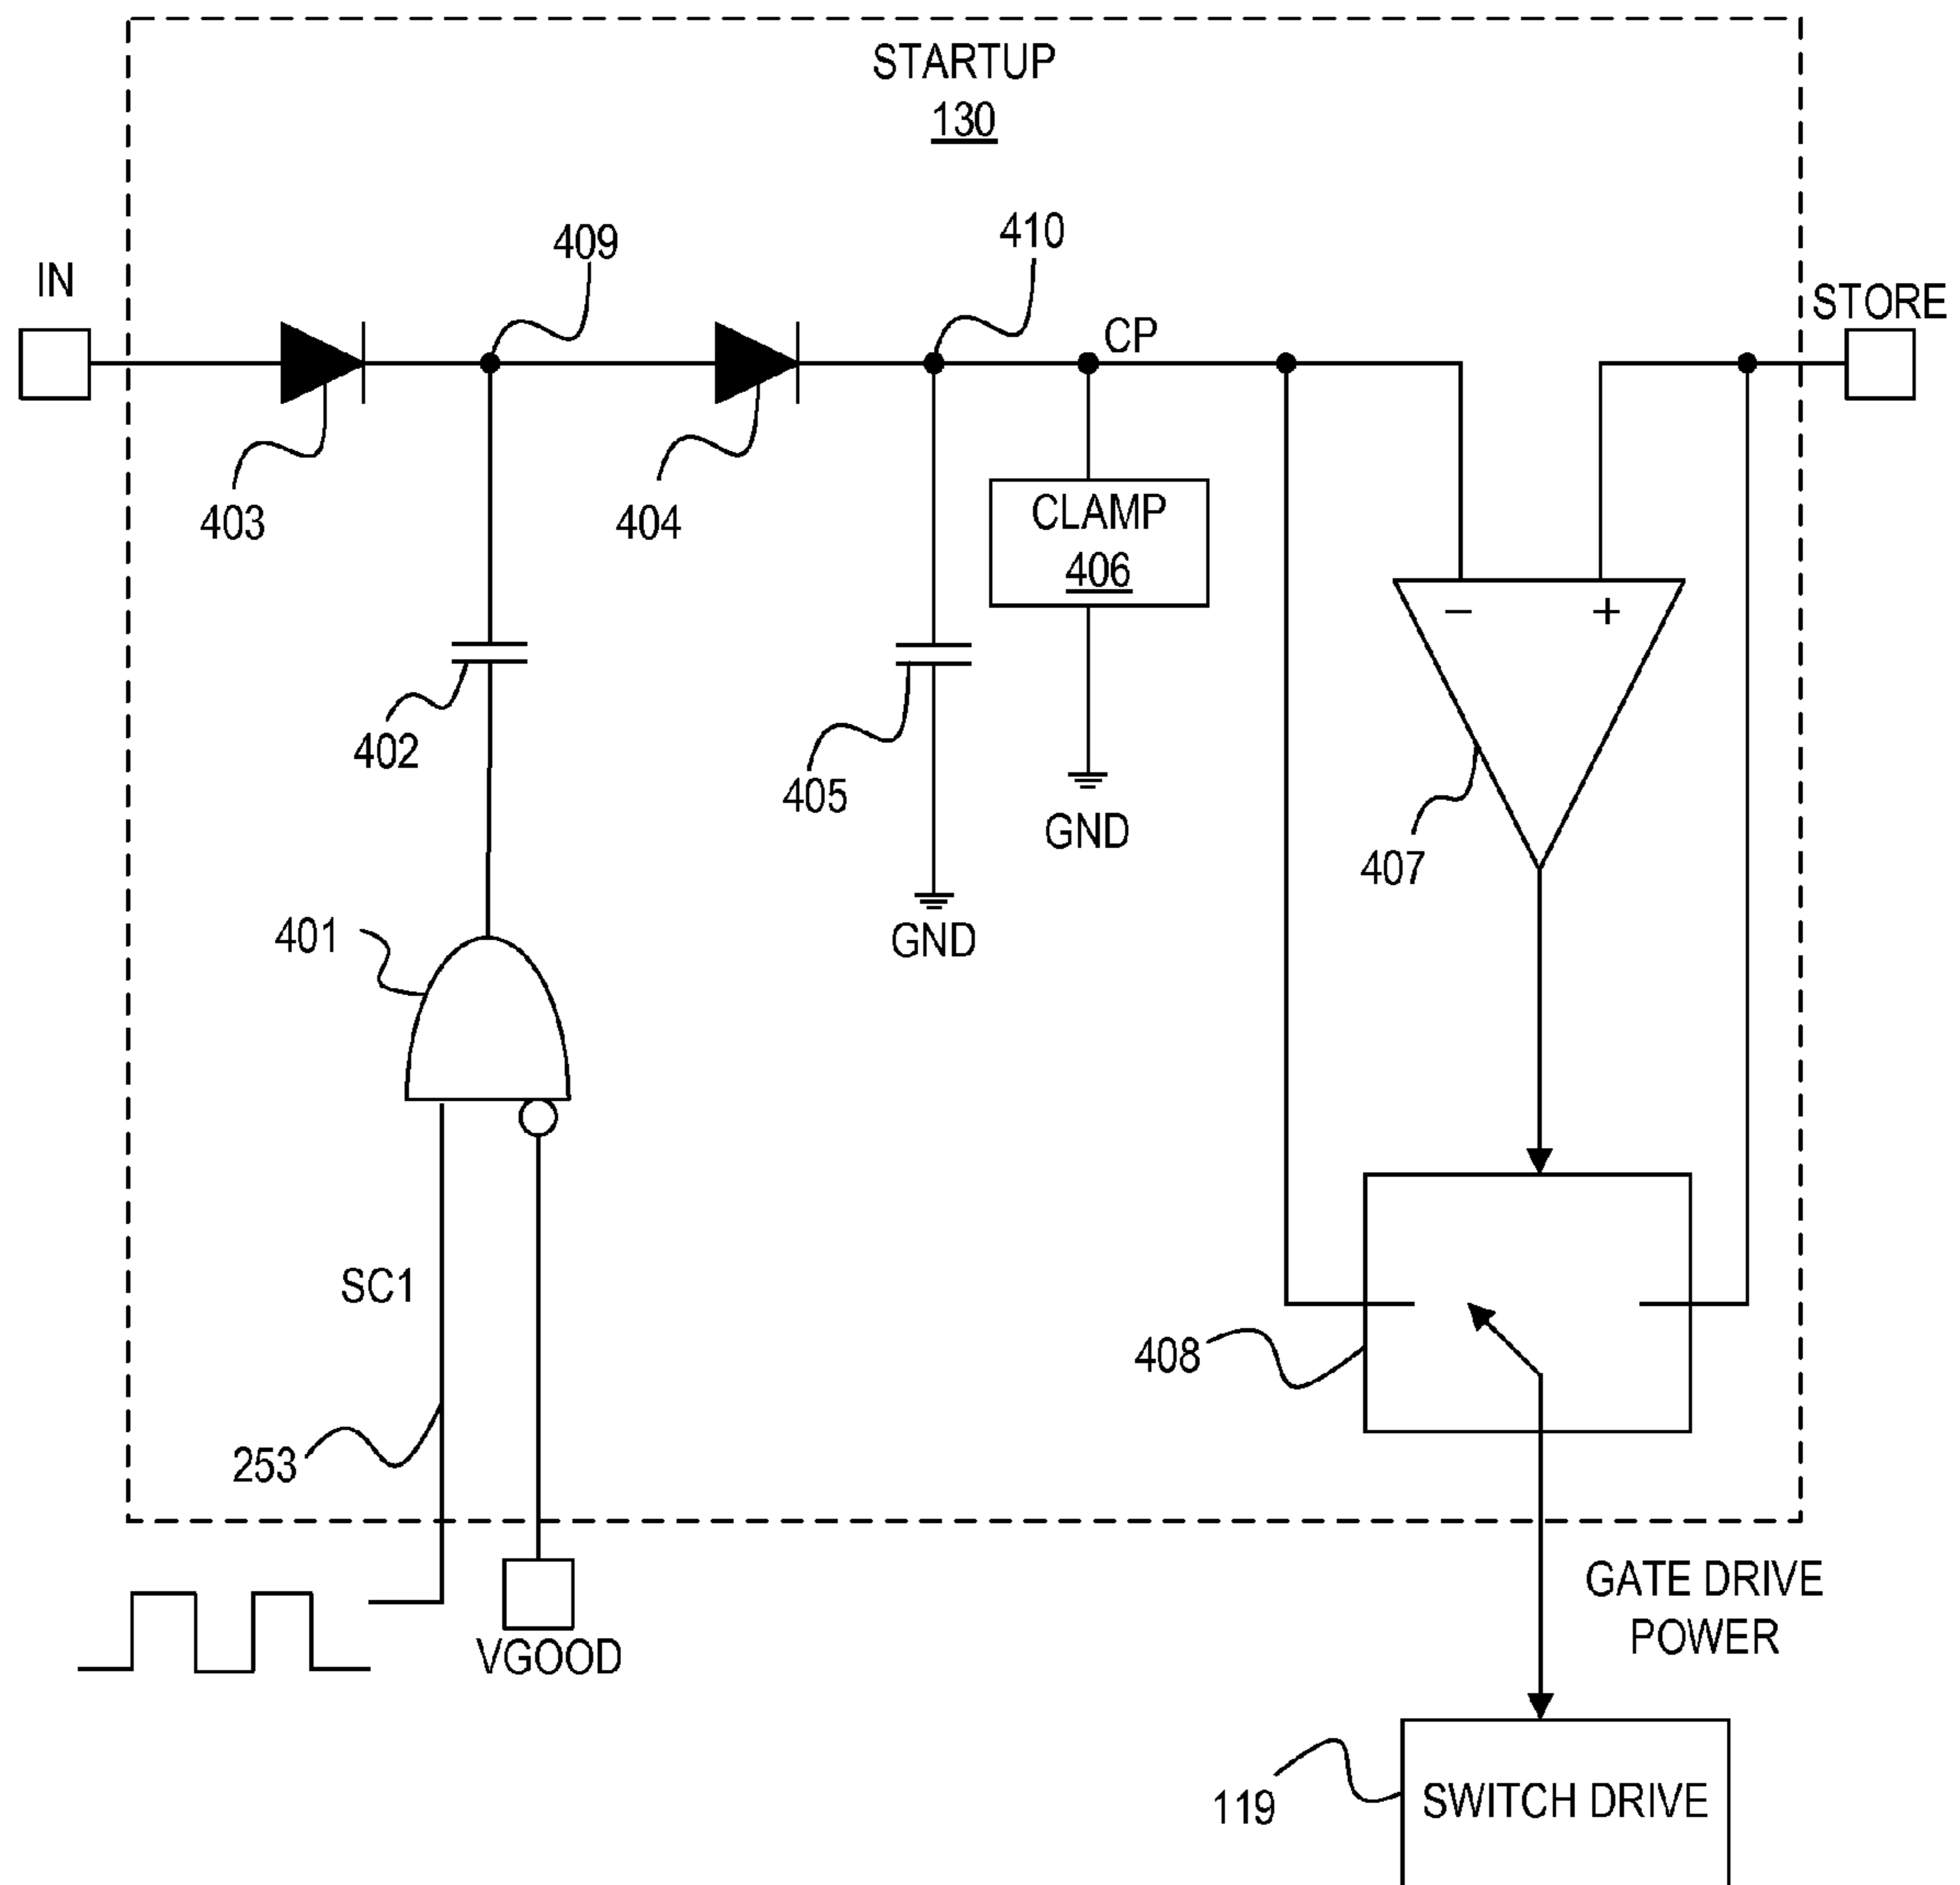 STARTUP
130
409
410
IN
CP
STORE
403
404
CLAMP
406
−
+
402
405
GND
407
401
GND
SC1
408
253
GATE DRIVE
POWER
VGOOD
119
SWITCH DRIVE